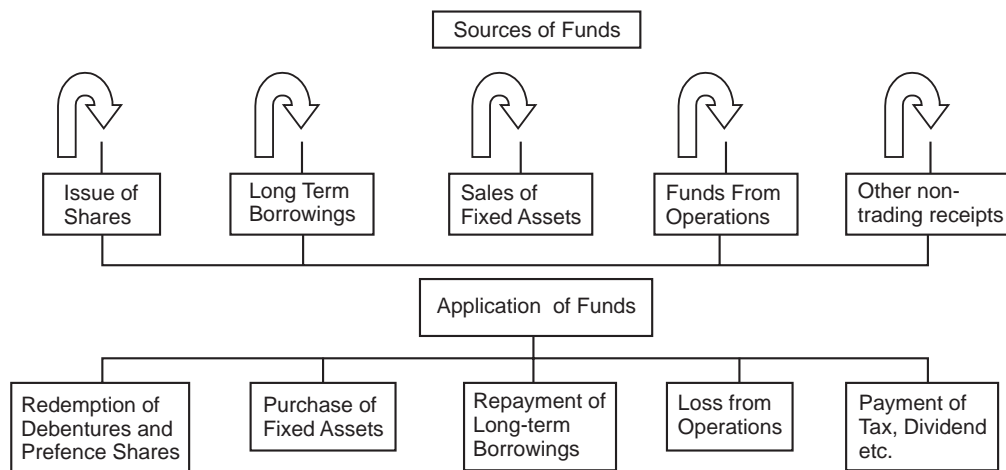 Sources of Funds
Issue of
Shares
Long Term
Borrowings
Sales of
Fixed Assets
Funds From
Operations
Other non-
trading receipts
Application of Funds
Redemption of
Debentures and
Prefence Shares
Purchase of
Fixed Assets
Repayment of
Long-term
Borrowings
Loss from
Operations
Payment of
Tax, Dividend
etc.